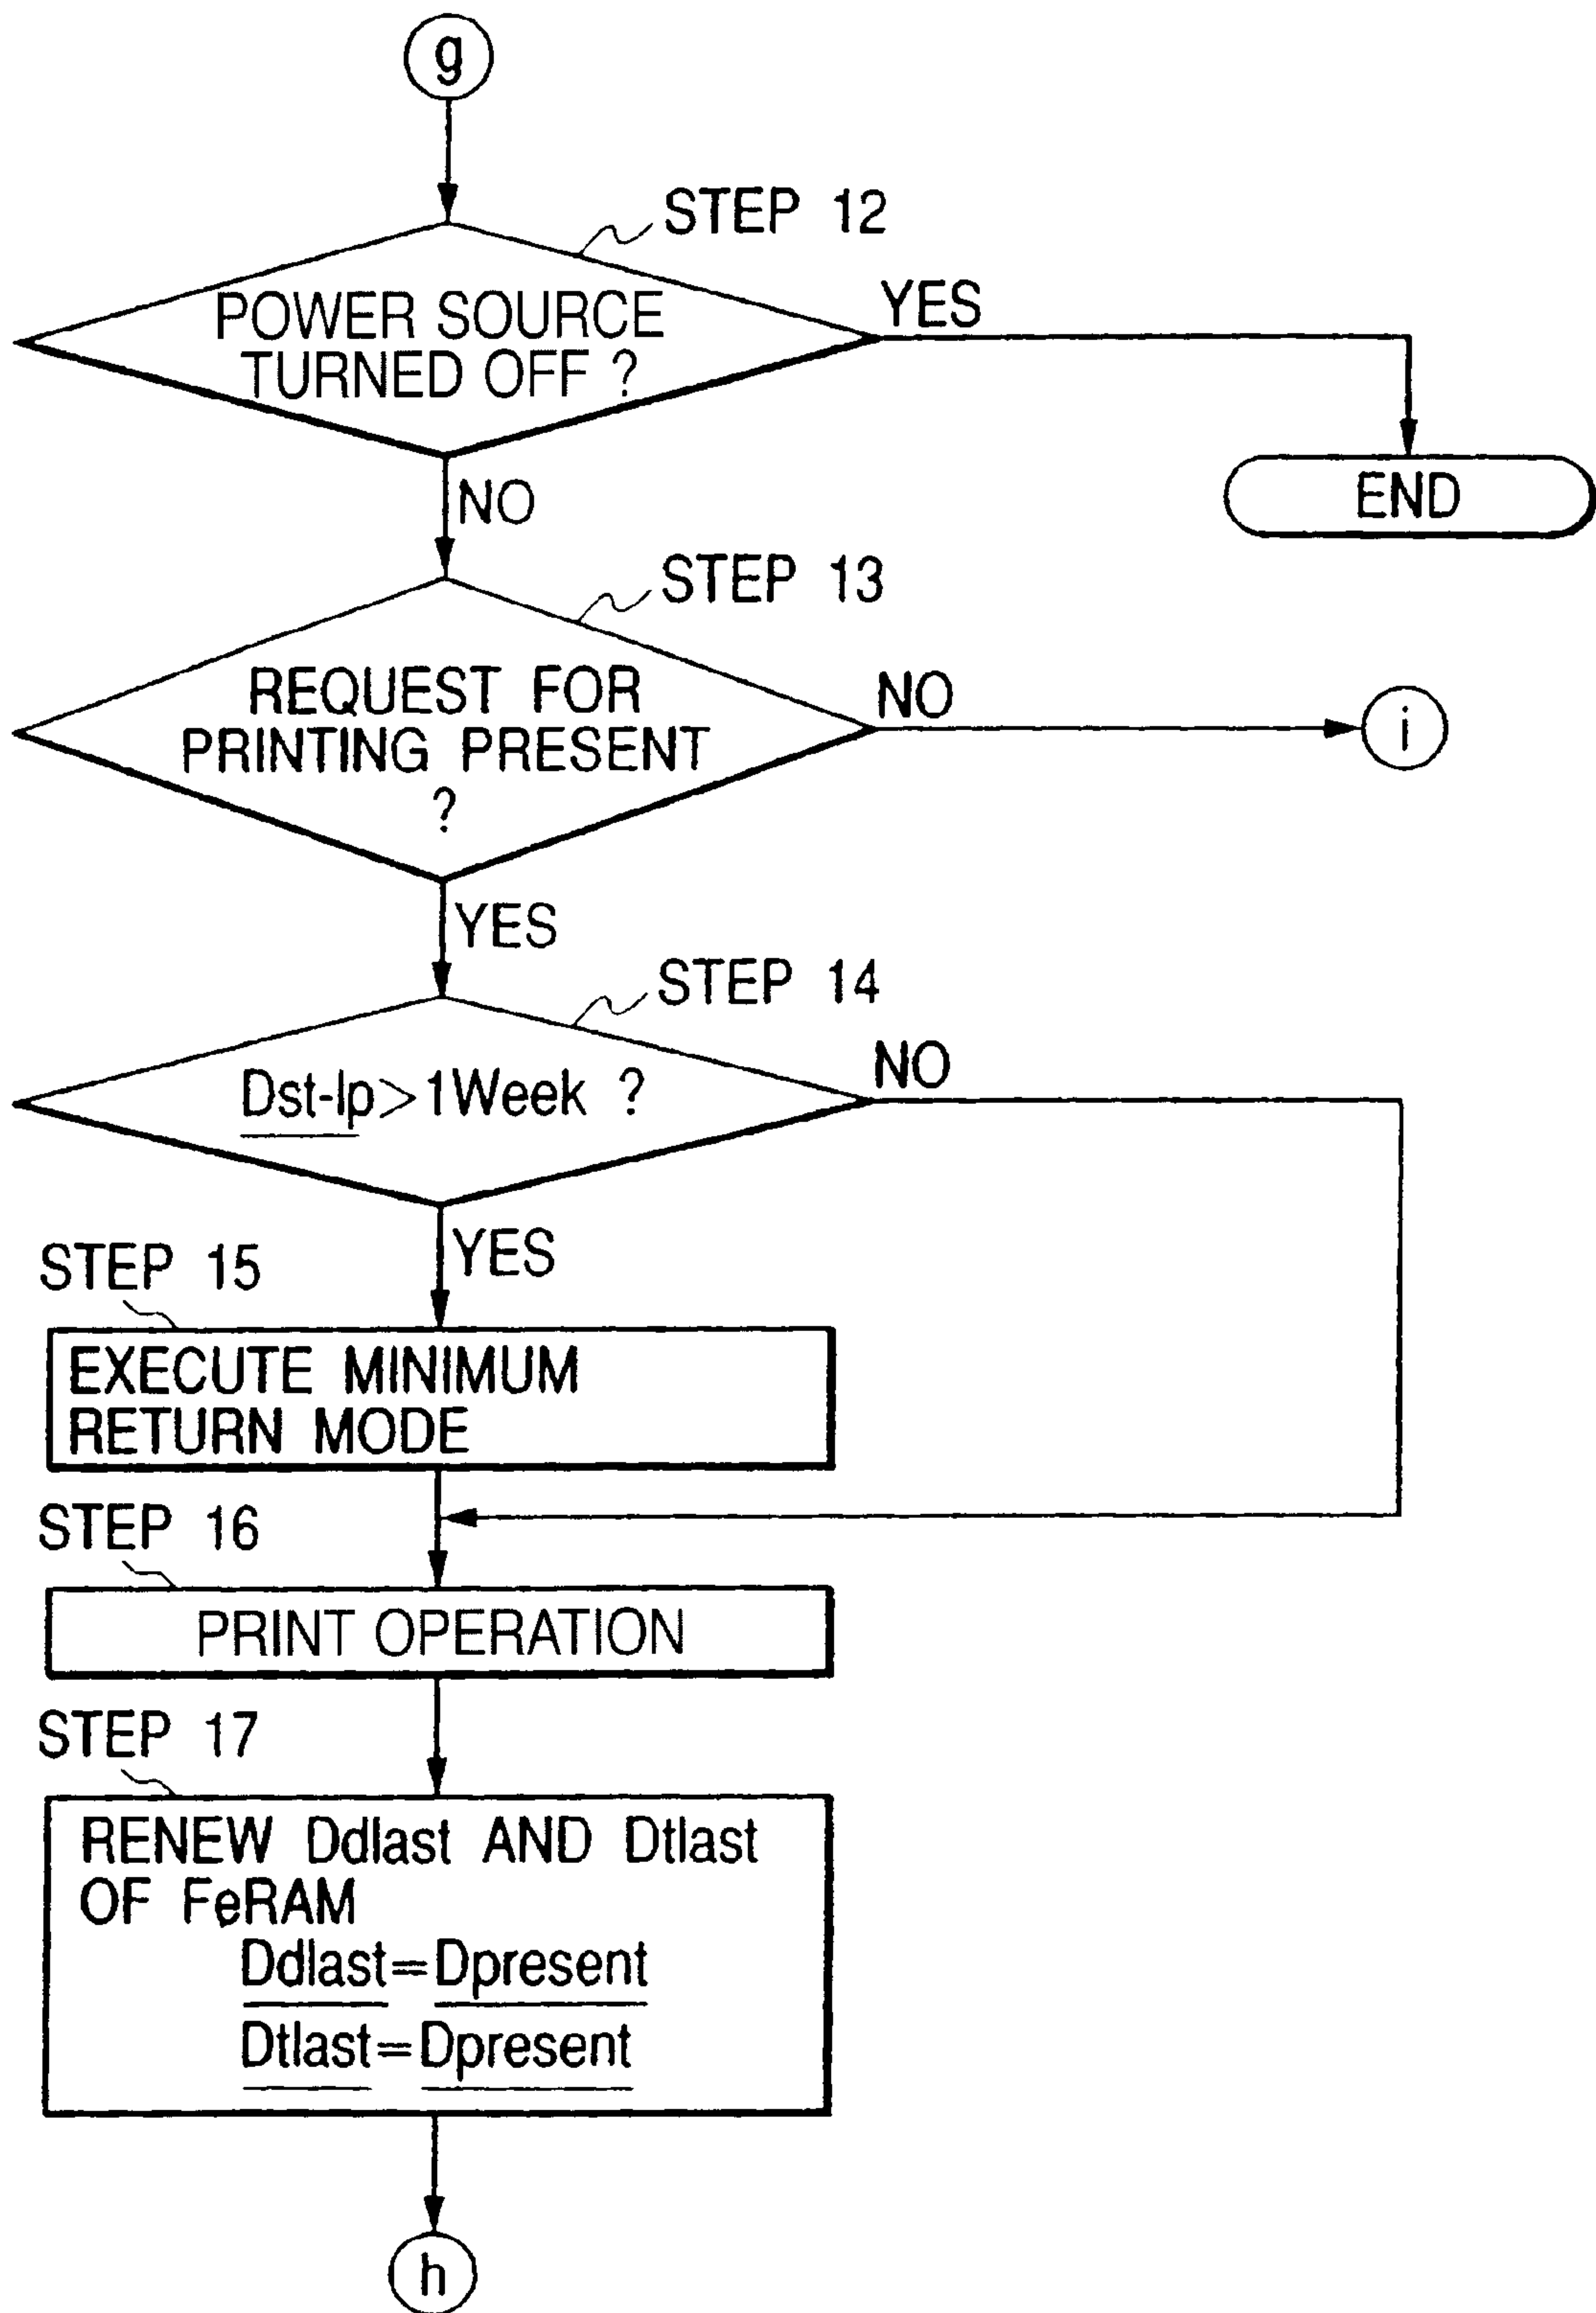 g
STEP 12
POWER SOURCE
TURNED OFF ?
YES
END
NO
STEP 13
REQUEST FOR
PRINTING PRESENT
?
NO
i
YES
STEP 14
Dst-lp>1Week ?
NO
YES
STEP 15
EXECUTE MINIMUM
RETURN MODE
STEP 16
PRINT OPERATION
STEP 17
RENEW Ddlast AND Dtlast
OF FeRAM
Ddlast=Dpresent
Dtlast=Dpresent
h